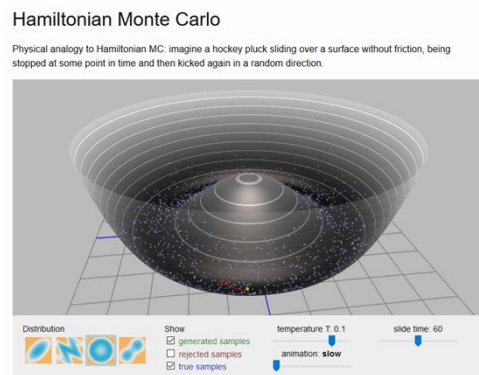 Hamiltonian Monte Carlo
Physical analogy to Hamiltonian MC: imagine a hockey pluck sliding over a surface without friction, being
stopped at some point in time and then kicked again in a random direction.
Distribution
Show
generated samples
rejected samples
true samples
temperature T: 0.1
slide time: 60
animation: slow